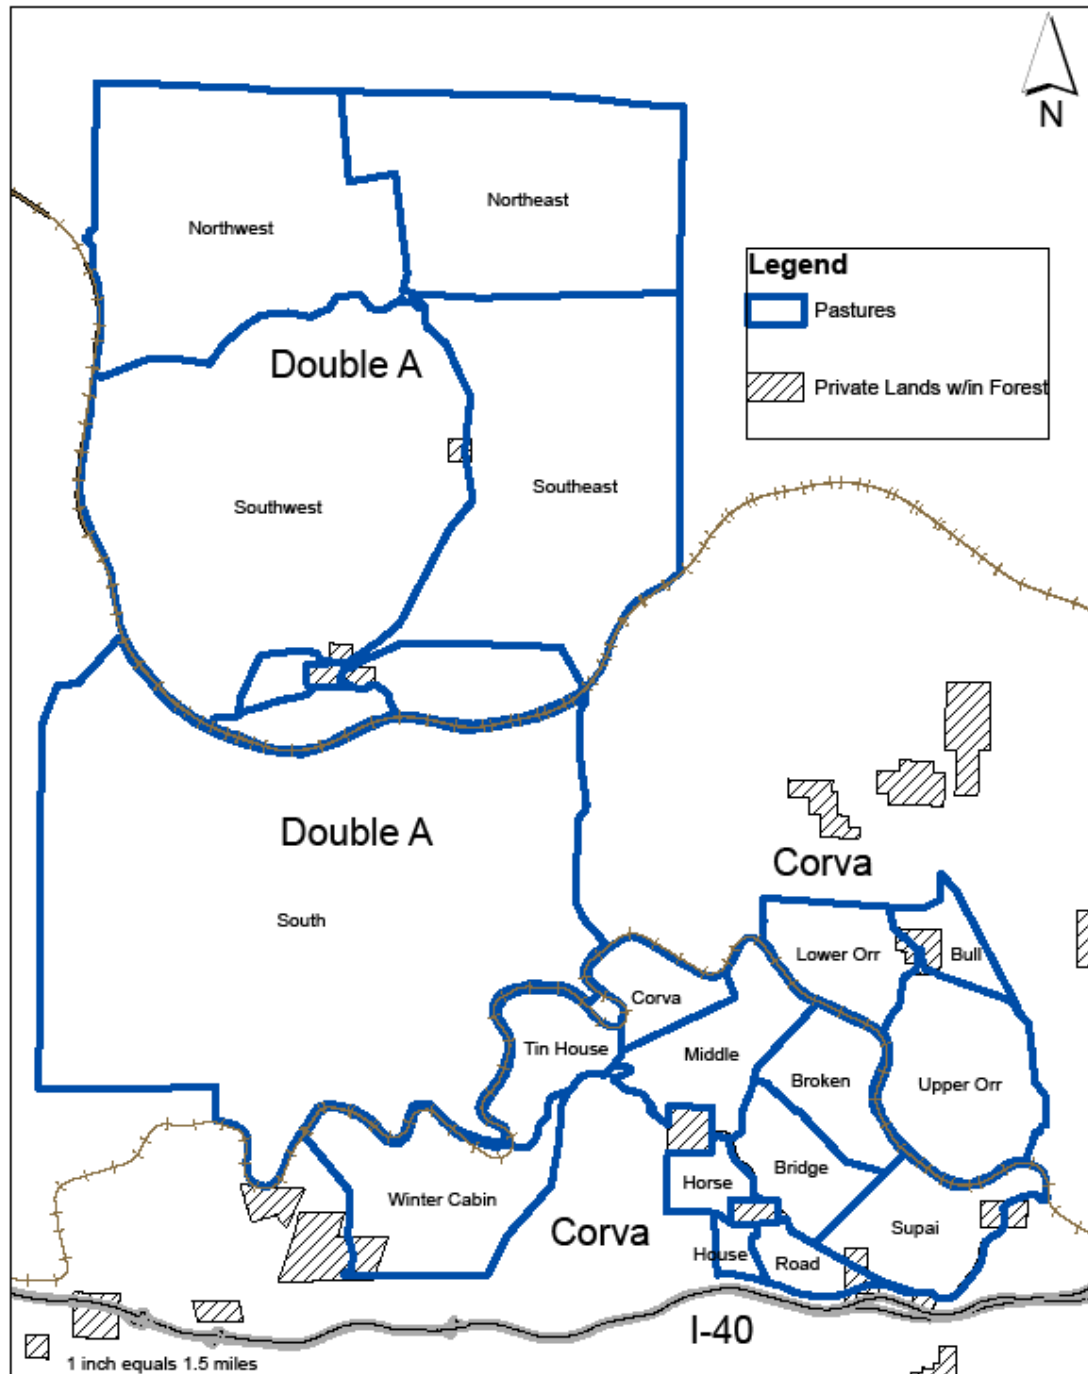 N
Northeast
Northwest
Legend
Pastures
Double A
Private Lands w/in Forest
Southeast
Southwest
Double A
Corva
South
Lower Orr
Bull
Corva
Tin House
Middle
Broken
Upper Orr
Bridge
Horse
Winter Cabin
Corva
Supai
House
Road
I-40
1 inch equals 1.5 miles